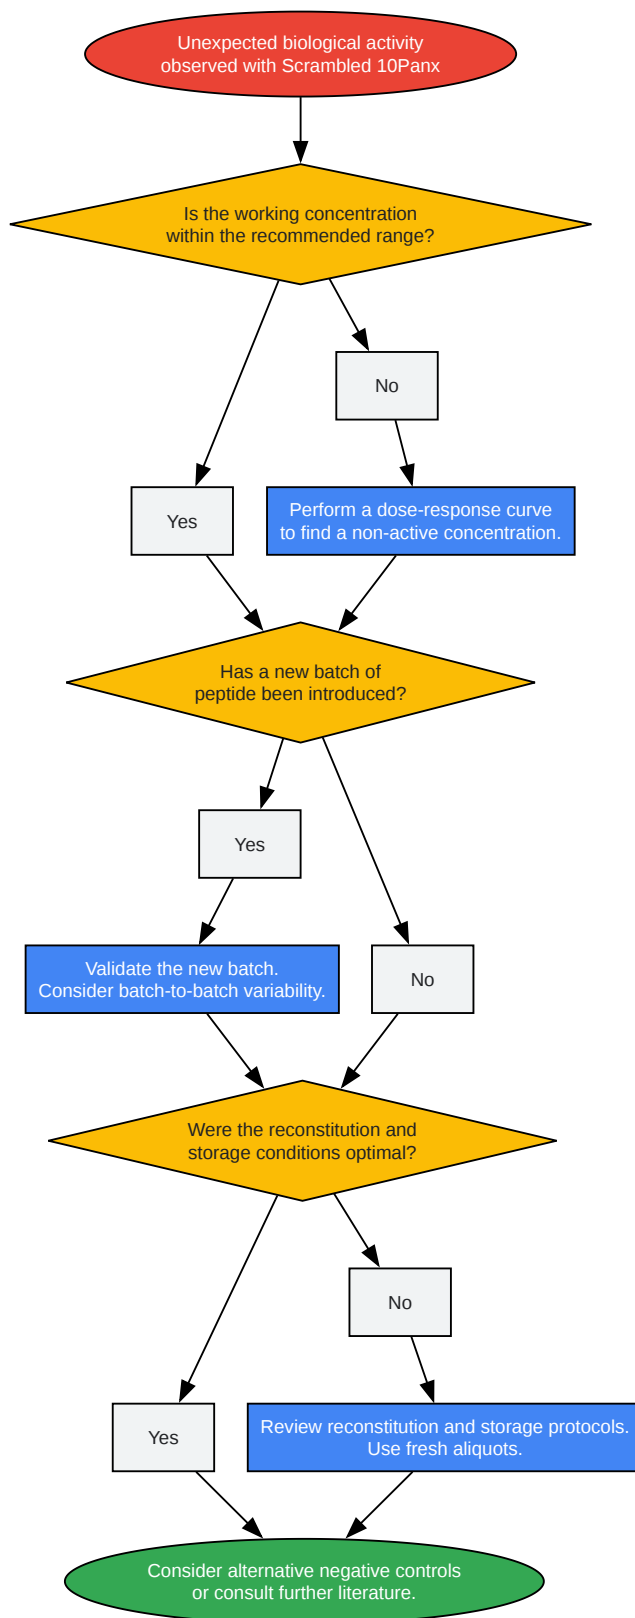 Unexpected biological activity
observed with Scrambled 10Panx
Is the working concentration
within the recommended range?
No
Yes
Perform a dose-response curve
to find a non-active concentration.
Has a new batch of
peptide been introduced?
Yes
Validate the new batch.
Consider batch-to-batch variability.
No
Were the reconstitution and
storage conditions optimal?
No
Yes
Review reconstitution and storage protocols.
Use fresh aliquots.
Consider alternative negative controls
or consult further literature.